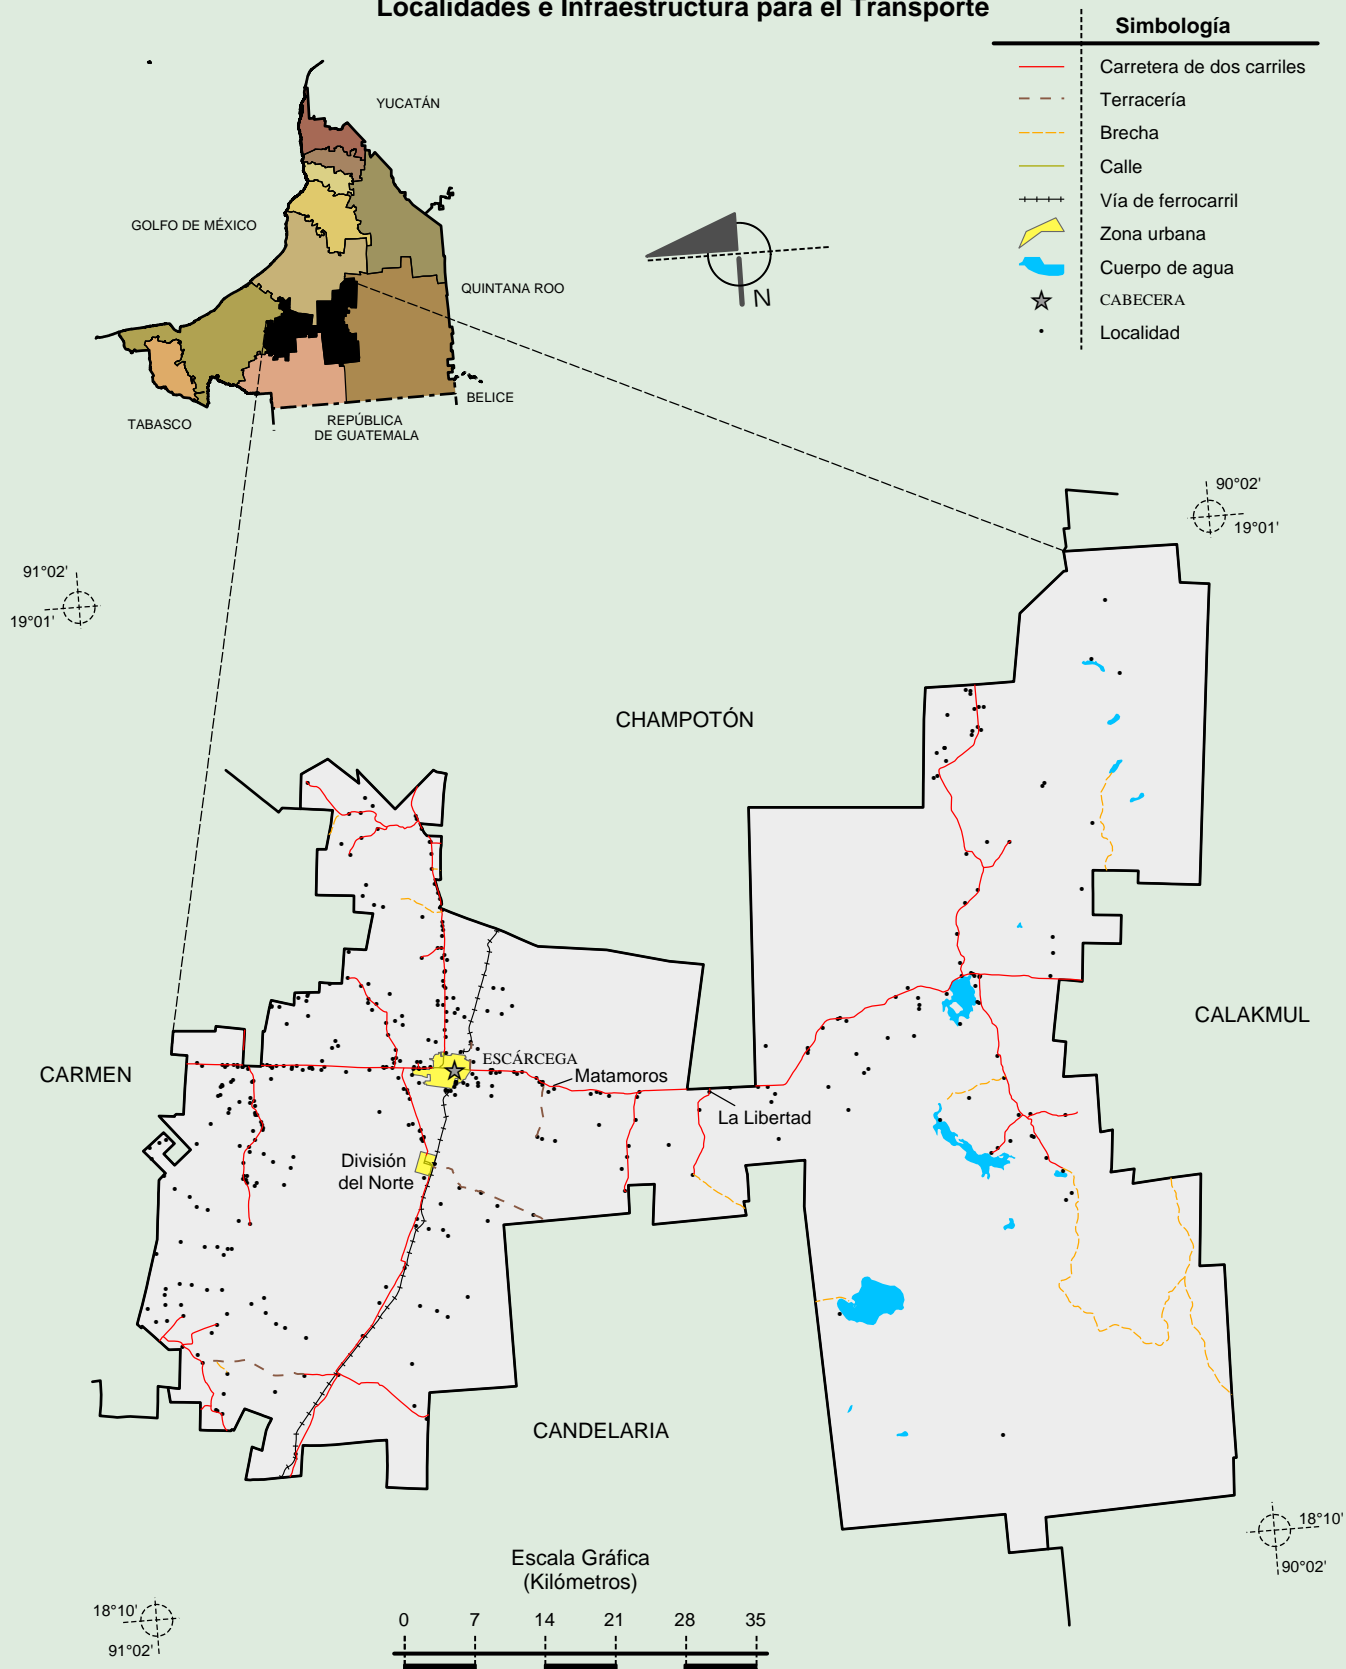 Localidades e Infraestructura para el Transporte
Simbología
Carretera de dos carriles
Terracería
Brecha
Calle
Vía de ferrocarril
Zona urbana
Cuerpo de agua
CABECERA
Localidad
YUCATÁN
GOLFO DE MÉXICO
QUINTANA ROO
BELICE
TABASCO
REPÚBLICA
DE GUATEMALA
N
90°02'
19°01'
91°02'
19°01'
CHAMPOTÓN
CALAKMUL
CARMEN
ESCÁRCEGA
Matamoros
La Libertad
División
del Norte
CANDELARIA
18°10'
90°02'
Escala Gráfica
(Kilómetros)
0 7 14 21 28 35
18°10'
91°02'